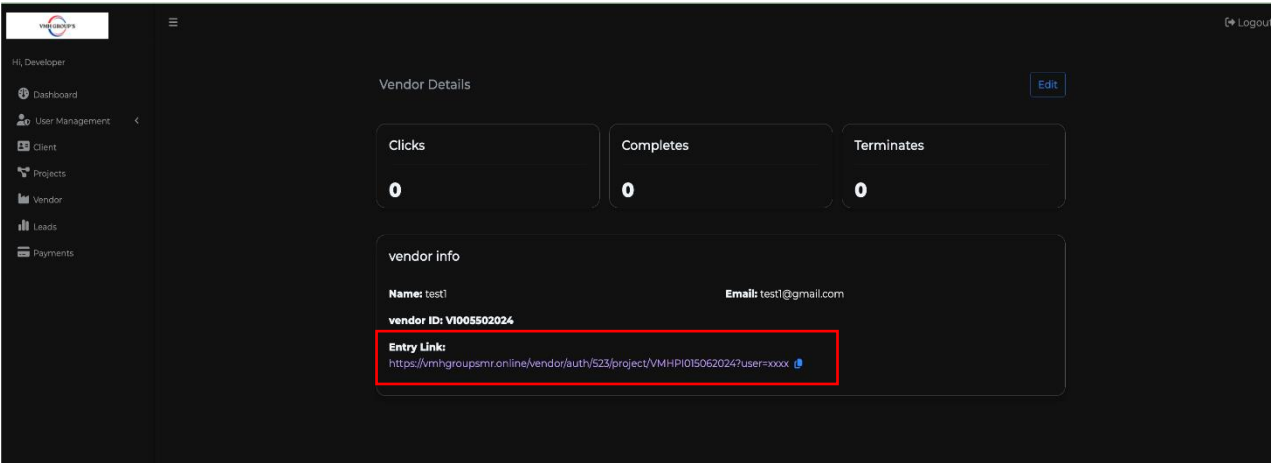 VMH GROUP'S
Logout
Hi, Developer
Dashboard
User Management
Client
Projects
Vendor
Leads
Payments
Vendor Details
Edit
Clicks
Completes
Terminates
0
0
0
vendor info
Name: test1
Email: test1@gmail.com
vendor ID: VI005502024
Entry Link:
https://vmhgroupsmr.online/vendor/auth/523/project/VMHPI015062024?user=xxxx